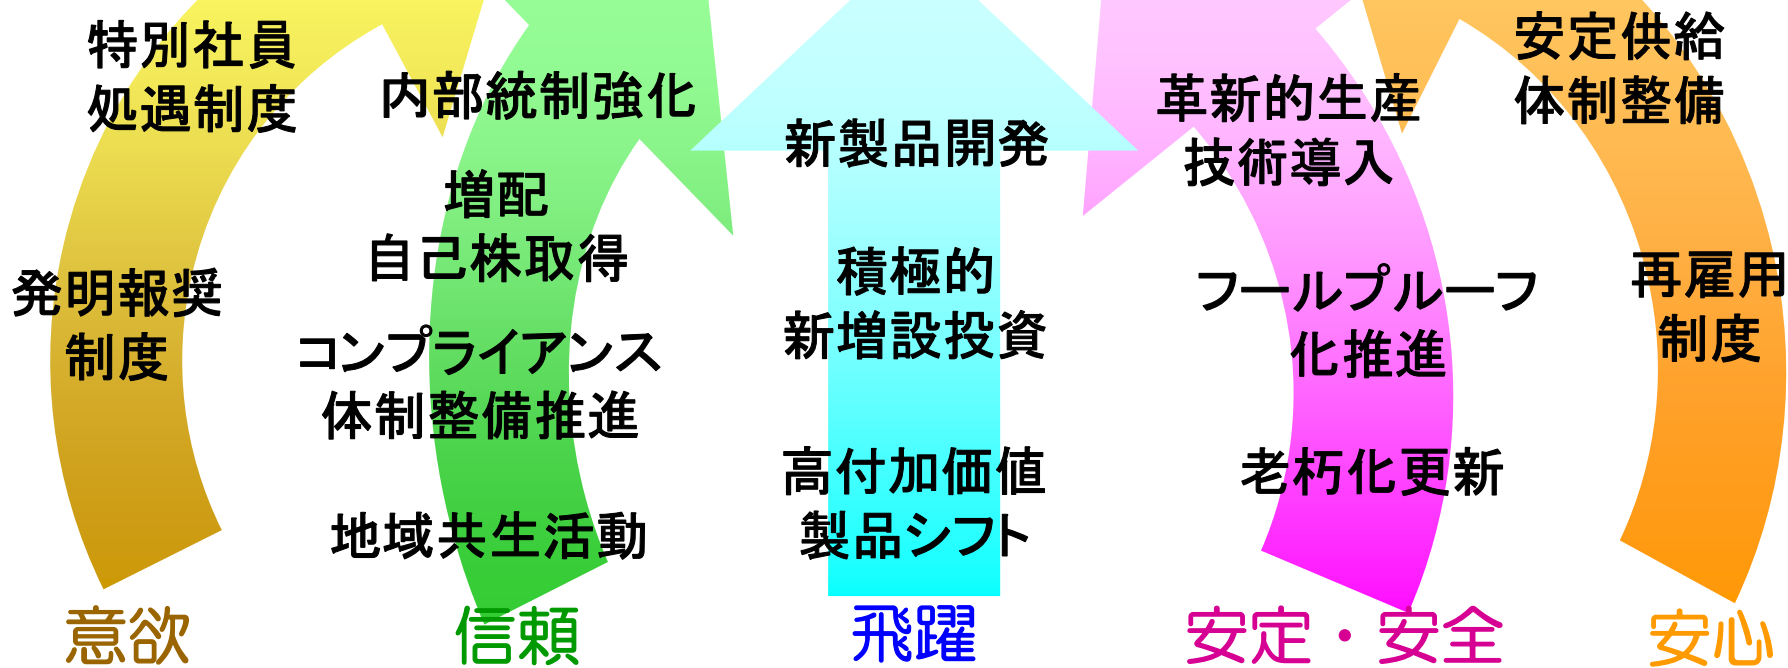 特別社員
処遇制度
発明報奨
制度
意欲
内部統制強化
増配
自己株取得
コンプライアンス
体制整備推進
地域共生活動
信頼
新製品開発
積極的
新増設投資
高付加価値
製品シフト
飛躍
革新的生産
技術導入
フールプルーフ
化推進
老朽化更新
安定・安全
安定供給
体制整備
再雇用
制度
安心